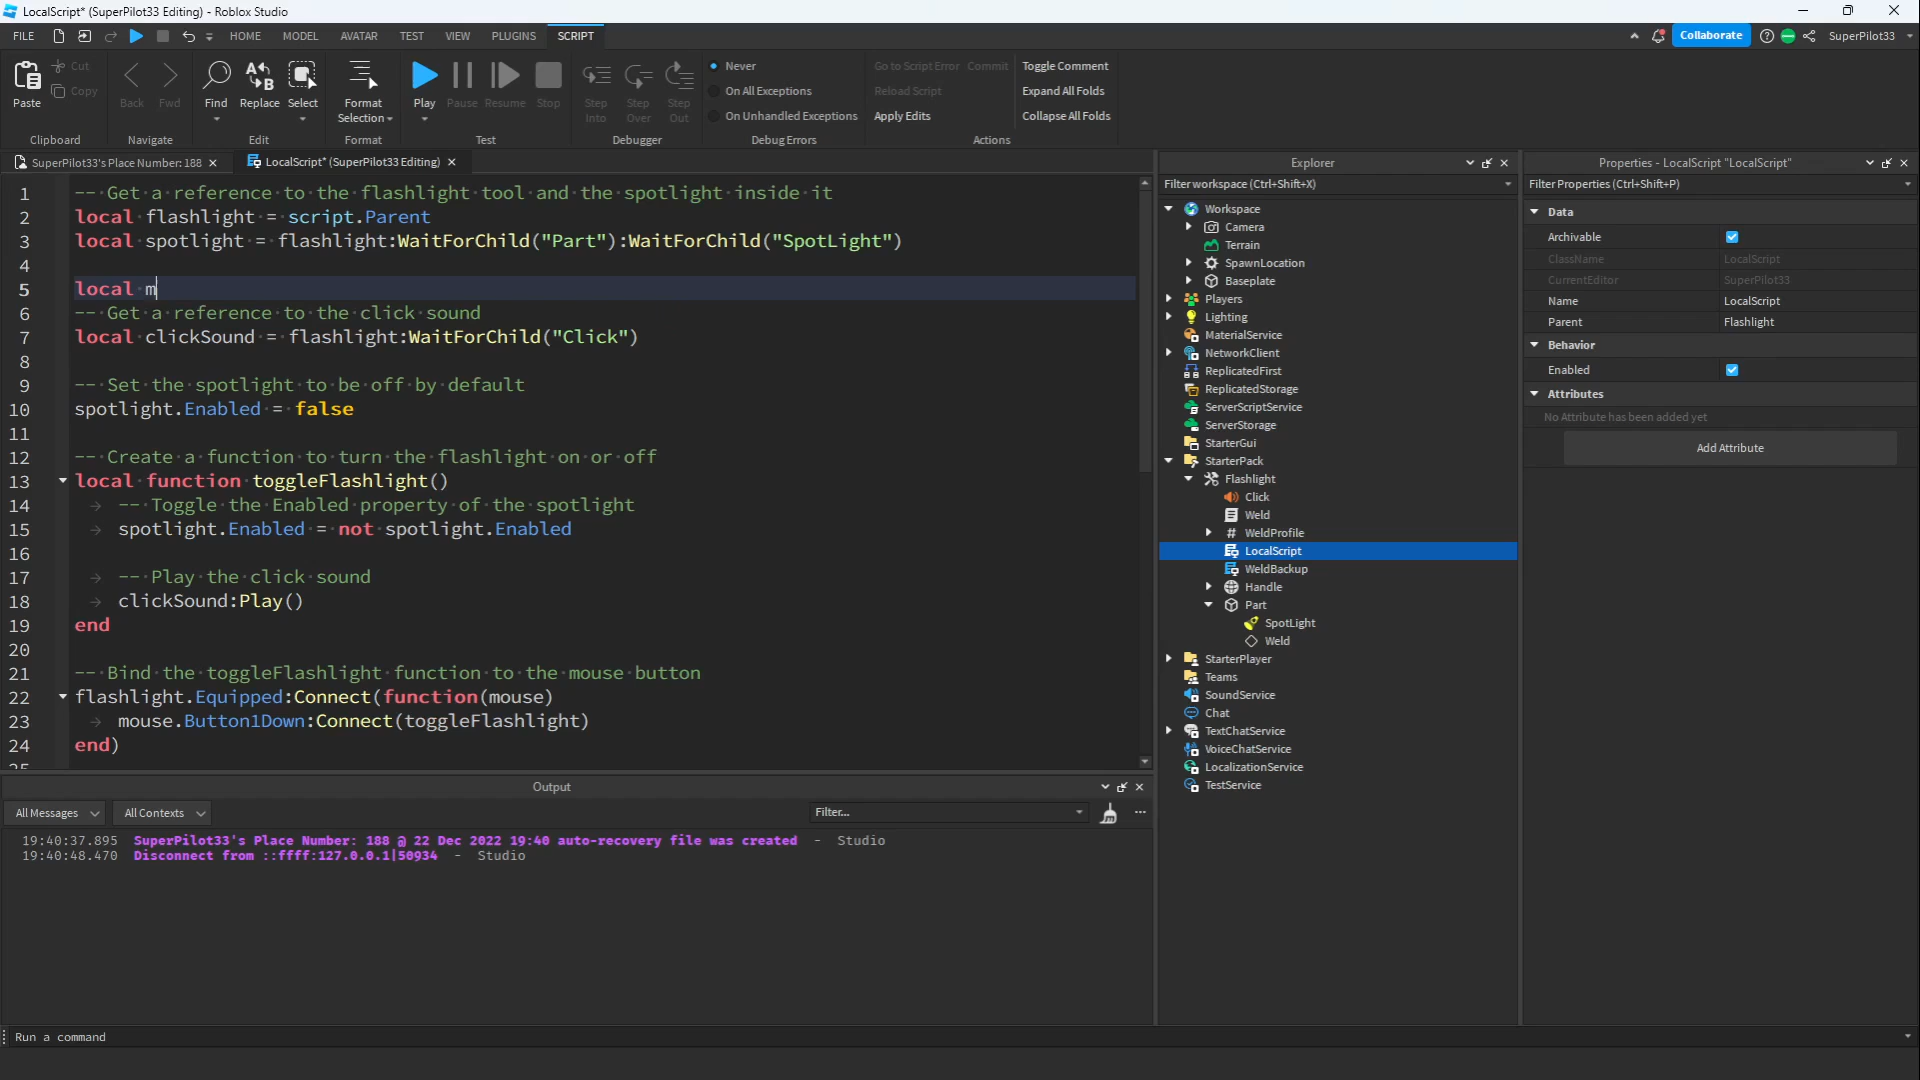 LocalScript* (SuperPilot33 Editing) - Roblox Studio
FILE HOME MODEL AVATAR TEST VIEW PLUGINS SCRIPT Collaborate SuperPilot33
Paste Cut Copy Back Fwd Find Replace Select Format Selection Play Pause Resume Stop Step Into Step Over Step Out
Never Go to Script Error Commit Toggle Comment
On All Exceptions Reload Script Expand All Folds
On Unhandled Exceptions Apply Edits Collapse All Folds
Clipboard Navigate Edit Format Test Debugger Debug Errors Actions
SuperPilot33's Place Number: 188 LocalScript* (SuperPilot33 Editing)
1 -- Get a reference to the flashlight tool and the spotlight inside it
2 local flashlight = script.Parent
3 local spotlight = flashlight:WaitForChild("Part"):WaitForChild("SpotLight")
4
5 local m
6 -- Get a reference to the click sound
7 local clickSound = flashlight:WaitForChild("Click")
8
9 -- Set the spotlight to be off by default
10 spotlight.Enabled = false
11
12 -- Create a function to turn the flashlight on or off
13 local function toggleFlashlight()
14 -- Toggle the Enabled property of the spotlight
15 spotlight.Enabled = not spotlight.Enabled
16
17 -- Play the click sound
18 clickSound:Play()
19 end
20
21 -- Bind the toggleFlashlight function to the mouse button
22 flashlight.Equipped:Connect(function(mouse)
23 mouse.Button1Down:Connect(toggleFlashlight)
24 end)
25
Output
All Messages All Contexts Filter...
19:40:37.895 SuperPilot33's Place Number: 188 @ 22 Dec 2022 19:40 auto-recovery file was created - Studio
19:40:48.470 Disconnect from ::ffff:127.0.0.1|50934 - Studio
Run a command
Explorer
Filter workspace (Ctrl+Shift+X)
Workspace
Camera
Terrain
SpawnLocation
Baseplate
Players
Lighting
MaterialService
NetworkClient
ReplicatedFirst
ReplicatedStorage
ServerScriptService
ServerStorage
StarterGui
StarterPack
Flashlight
Click
Weld
WeldProfile
LocalScript
WeldBackup
Handle
Part
SpotLight
Weld
StarterPlayer
Teams
SoundService
Chat
TextChatService
VoiceChatService
LocalizationService
TestService
Properties - LocalScript "LocalScript"
Filter Properties (Ctrl+Shift+P)
Data
Archivable
ClassName LocalScript
CurrentEditor SuperPilot33
Name LocalScript
Parent Flashlight
Behavior
Enabled
Attributes
No Attribute has been added yet
Add Attribute